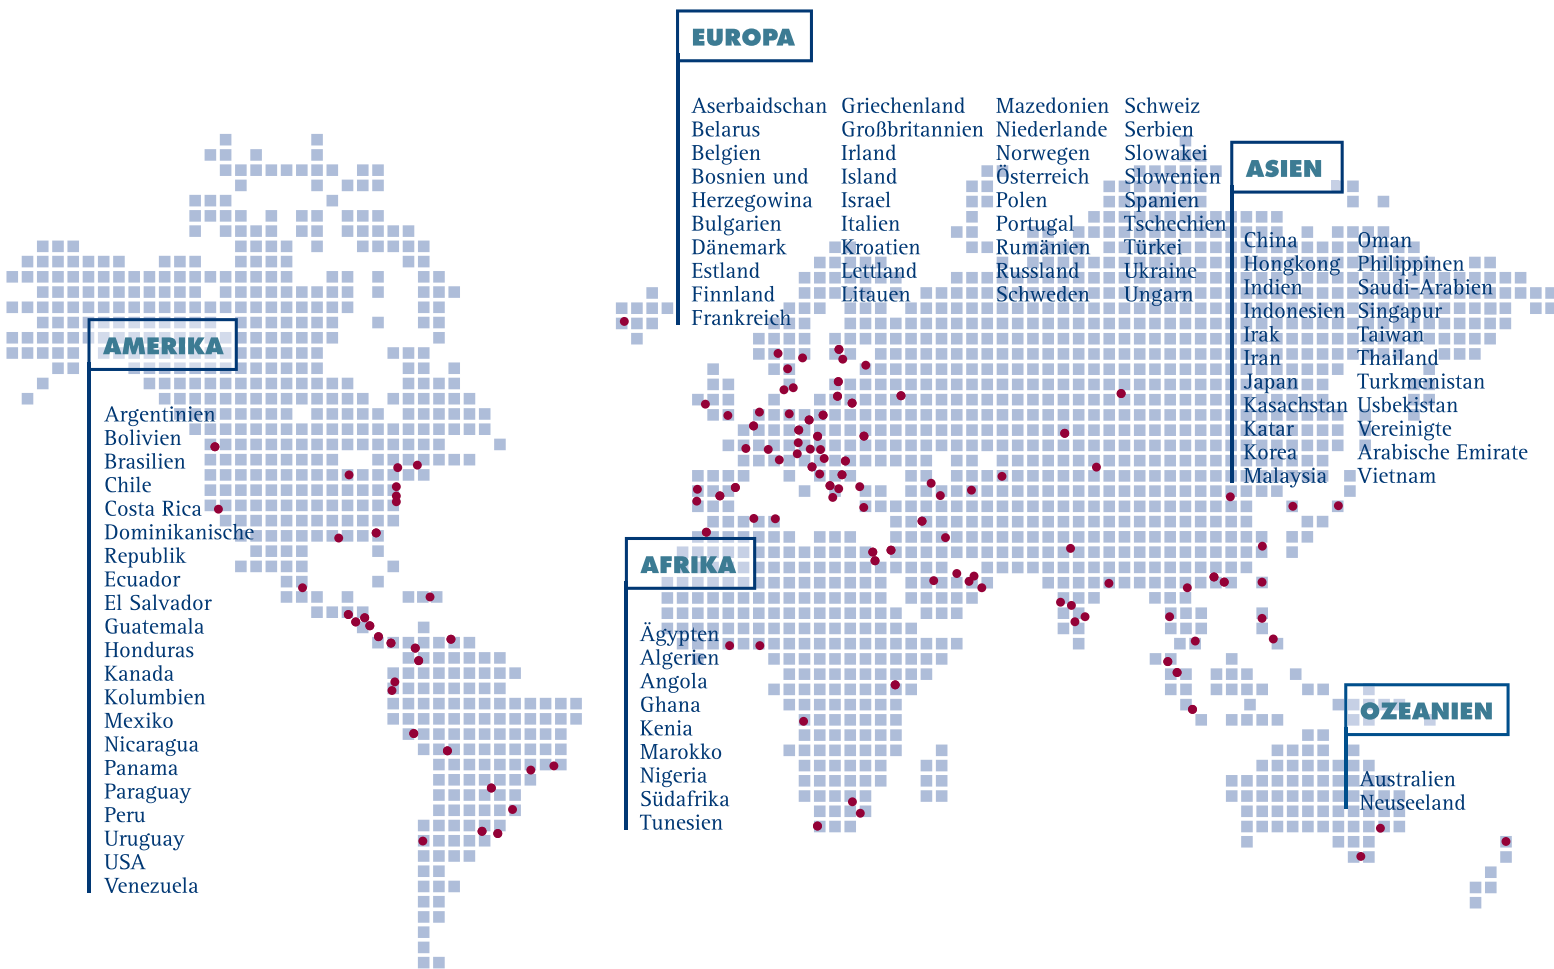 EUROPA
Aserbaidschan
Belarus
Belgien
Bosnien und
Herzegowina
Bulgarien
Dänemark
Estland
Finnland
Frankreich
Griechenland
Großbritannien
Irland
Island
Israel
Italien
Kroatien
Lettland
Litauen
Mazedonien
Niederlande
Norwegen
Österreich
Polen
Portugal
Rumänien
Russland
Schweden
Schweiz
Serbien
Slowakei
Slowenien
Spanien
Tschechien
Türkei
Ukraine
Ungarn
ASIEN
China
Hongkong
Indien
Indonesien
Irak
Iran
Japan
Kasachstan
Katar
Korea
Malaysia
Oman
Philippinen
Saudi-Arabien
Singapur
Taiwan
Thailand
Turkmenistan
Usbekistan
Vereinigte
Arabische Emirate
Vietnam
AMERIKA
Argentinien
Bolivien
Brasilien
Chile
Costa Rica
Dominikanische
Republik
Ecuador
El Salvador
Guatemala
Honduras
Kanada
Kolumbien
Mexiko
Nicaragua
Panama
Paraguay
Peru
Uruguay
USA
Venezuela
AFRIKA
Ägypten
Algerien
Angola
Ghana
Kenia
Marokko
Nigeria
Südafrika
Tunesien
OZEANIEN
Australien
Neuseeland